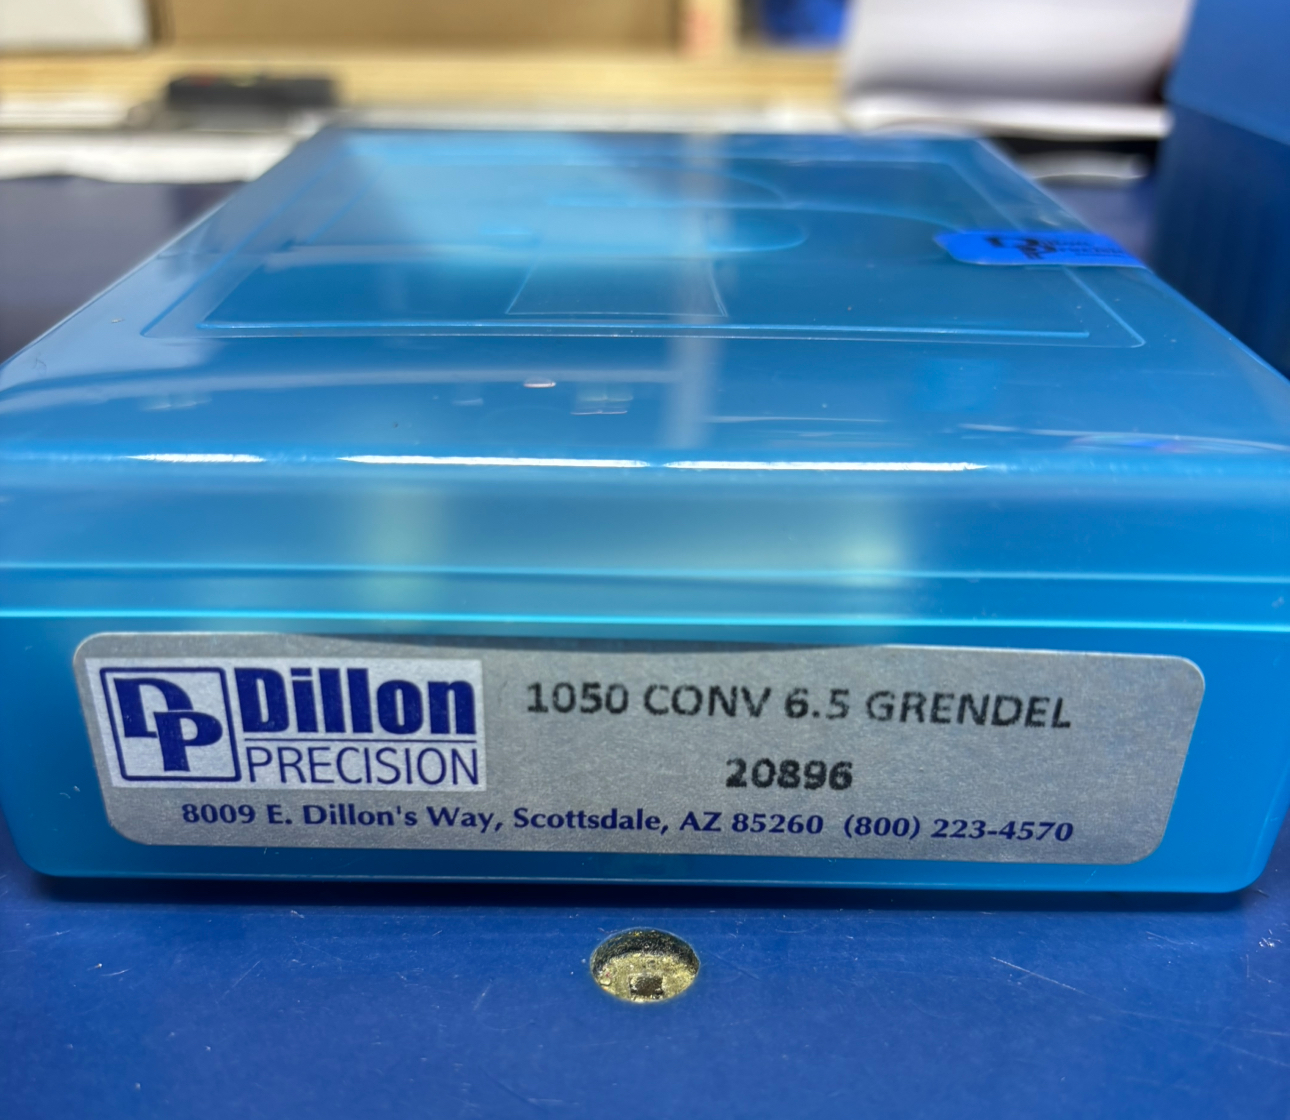 DP Dillon
PRECISION
1050 CONV 6.5 GRENDEL
20896
8009 E. Dillon's Way, Scottsdale, AZ 85260 (800) 223-4570